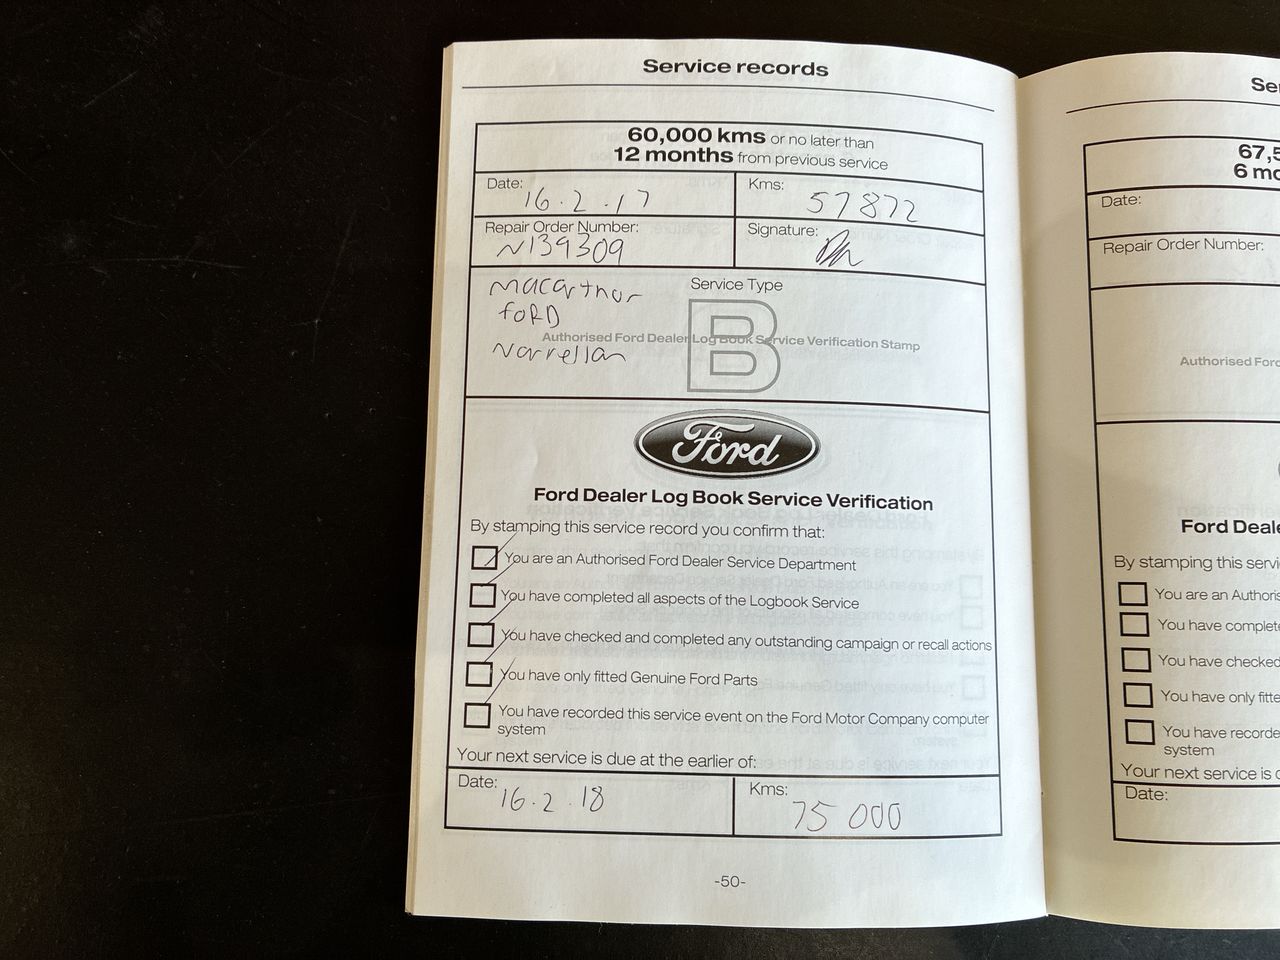 Service records
60,000 kms or no later than
12 months from previous service
Date: 16.2.17
Kms: 57872
Repair Order Number: N139309
Signature:
Service Type
B
Authorised Ford Dealer Log Book Service Verification Stamp
Macarthur
FORD
Narrellan
Ford
Ford Dealer Log Book Service Verification
By stamping this service record you confirm that:
You are an Authorised Ford Dealer Service Department
You have completed all aspects of the Logbook Service
You have checked and completed any outstanding campaign or recall actions
You have only fitted Genuine Ford Parts
You have recorded this service event on the Ford Motor Company computer
system
Your next service is due at the earlier of:
Date: 16.2.18
Kms: 75 000
-50-
Se
67,5
6 mo
Date:
Repair Order Number:
Authorised Ford
Ford Deale
By stamping this servi
You are an Authoris
You have complete
You have checked
You have only fitte
You have recorde
system
Your next service is d
Date: